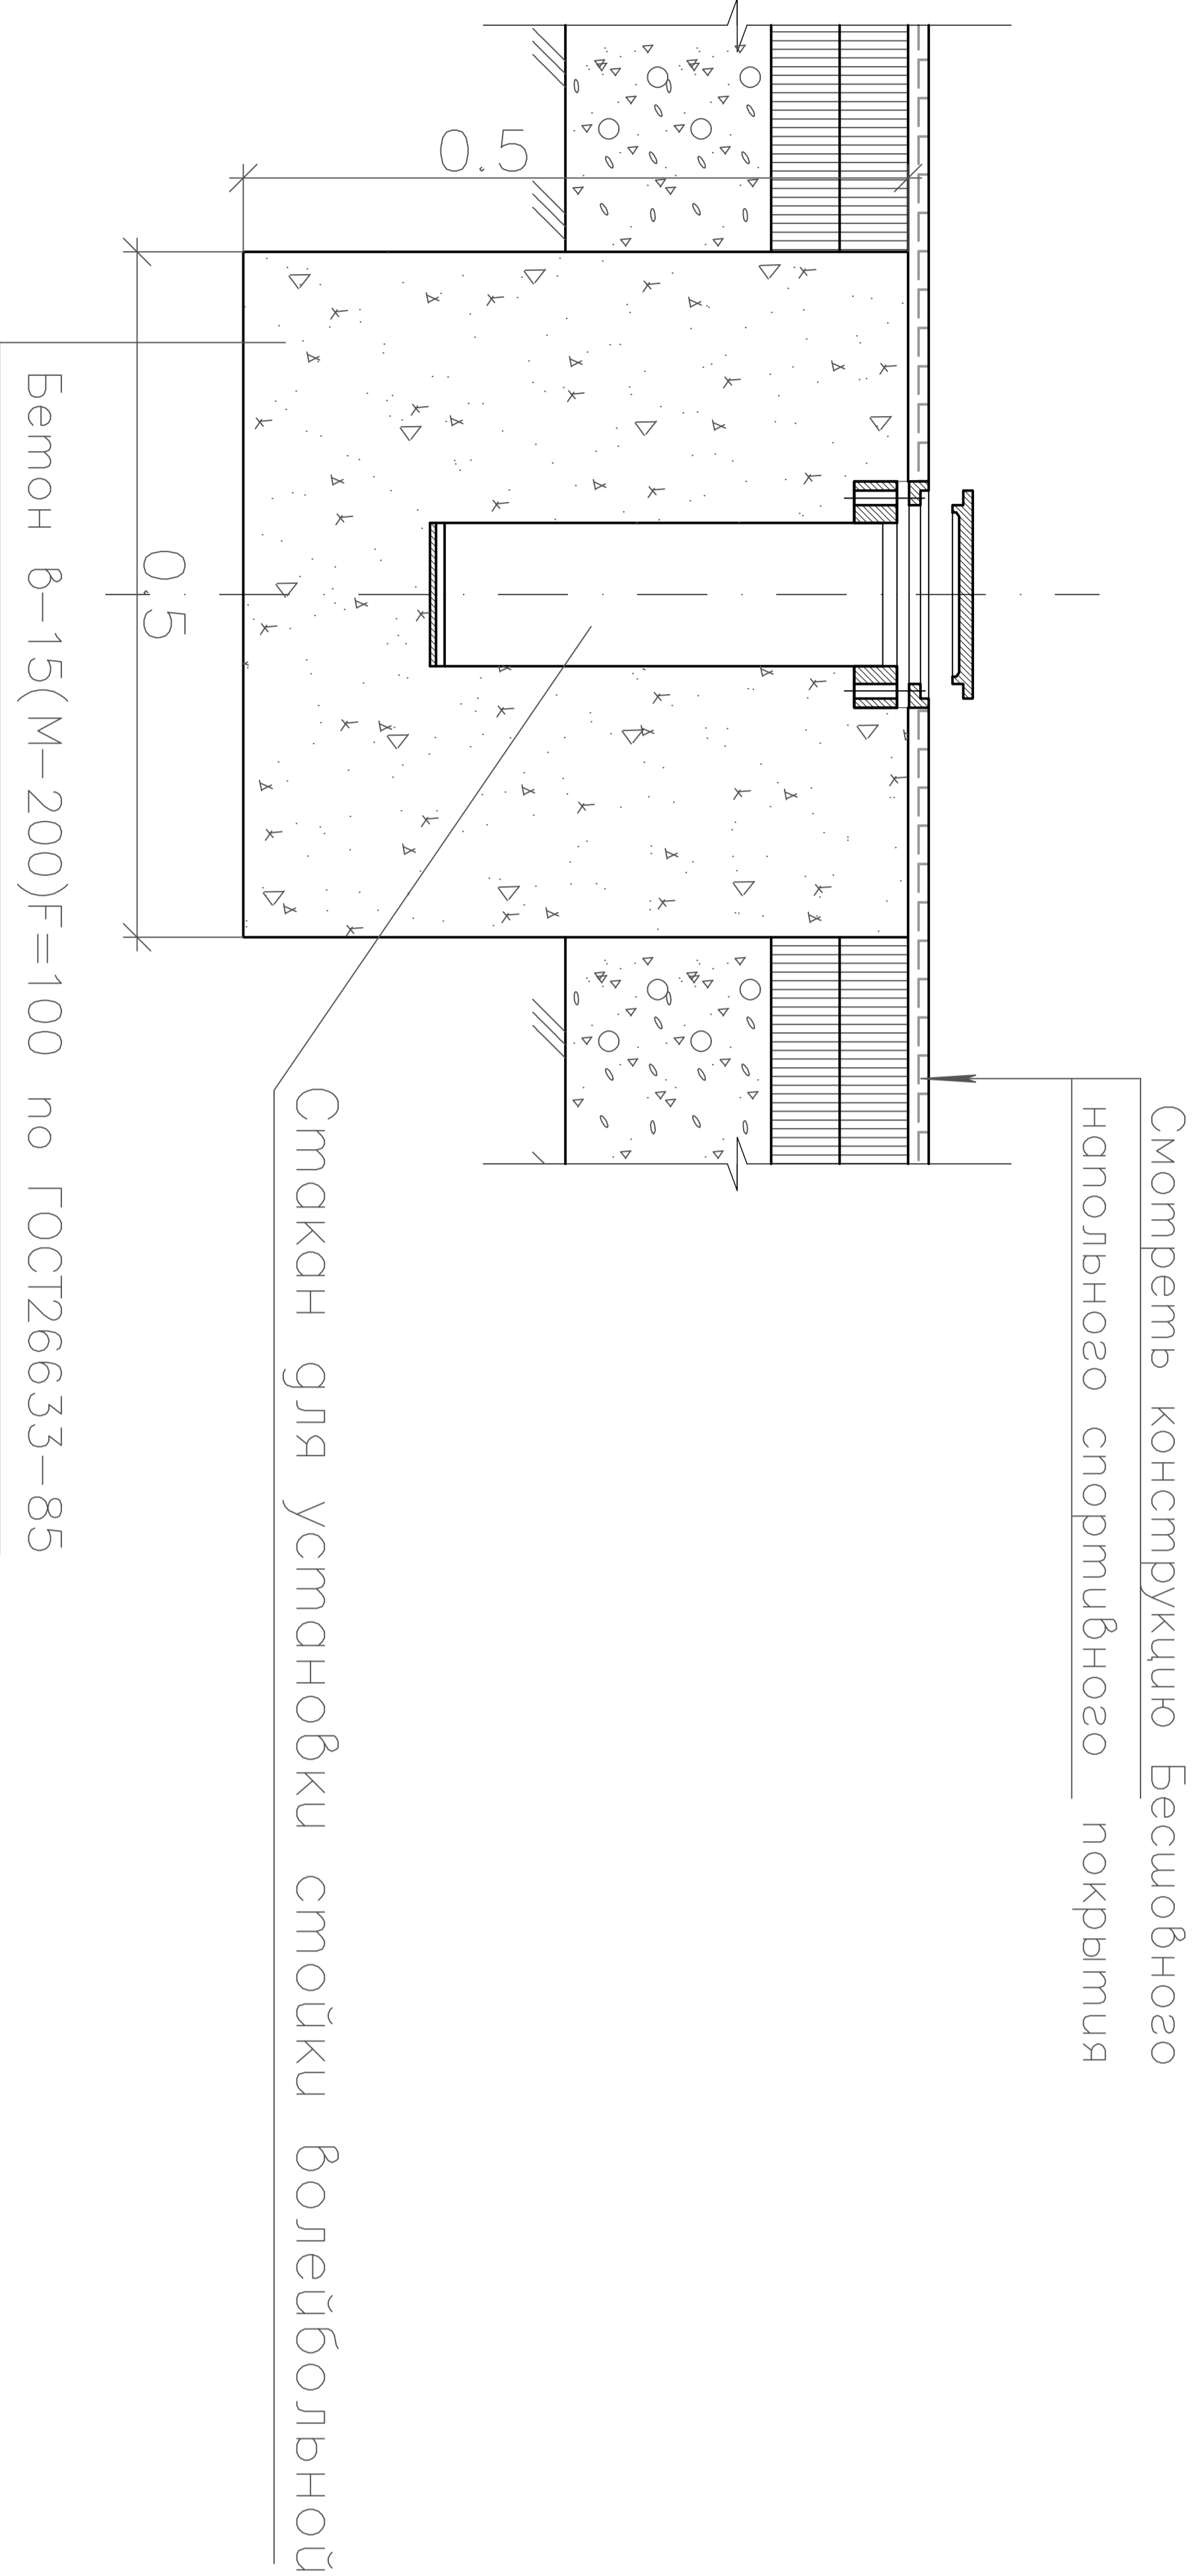 Смотреть конструкцию Бесшовного
напольного спортивного покрытия
0.5
Стакан для установки стойки волейбольной
0.5
Бетон в-15(М-200)F=100 по ГОСТ26633-85